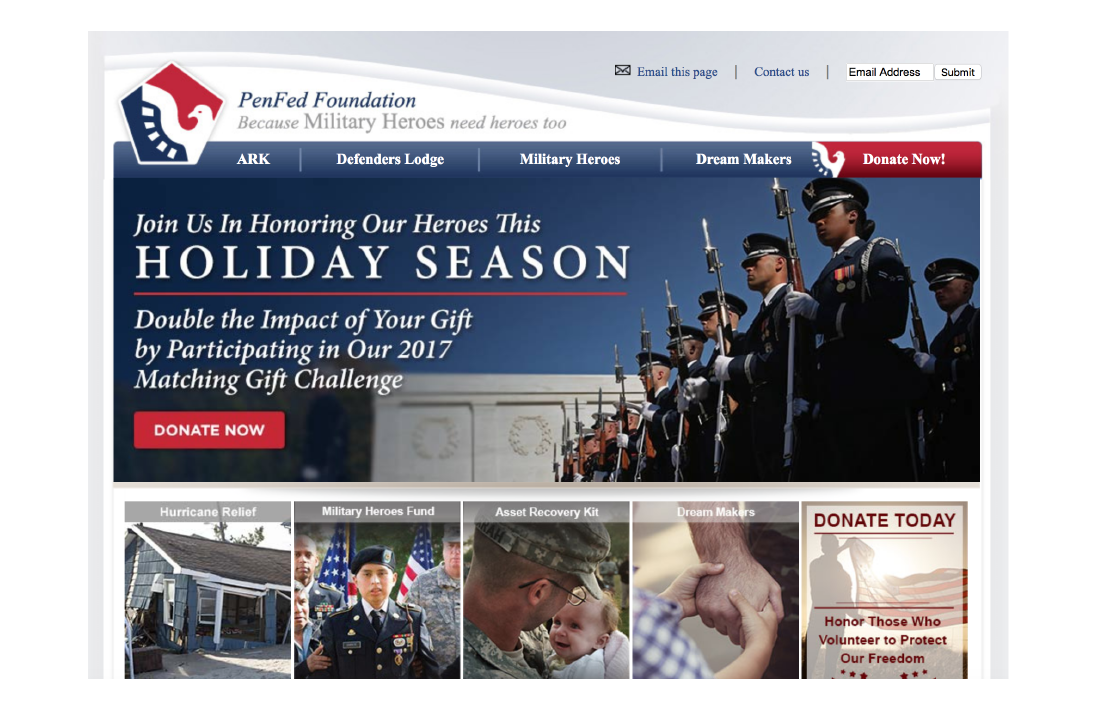 Email this page | Contact us | Email Address Submit
PenFed Foundation
Because Military Heroes need heroes too
ARK | Defenders Lodge | Military Heroes | Dream Makers Donate Now!
Join Us In Honoring Our Heroes This
HOLIDAY SEASON
Double the Impact of Your Gift
by Participating in Our 2017
Matching Gift Challenge
DONATE NOW
Hurricane Relief
Military Heroes Fund
Asset Recovery Kit
Dream Makers
DONATE TODAY
Honor Those Who
Volunteer to Protect
Our Freedom